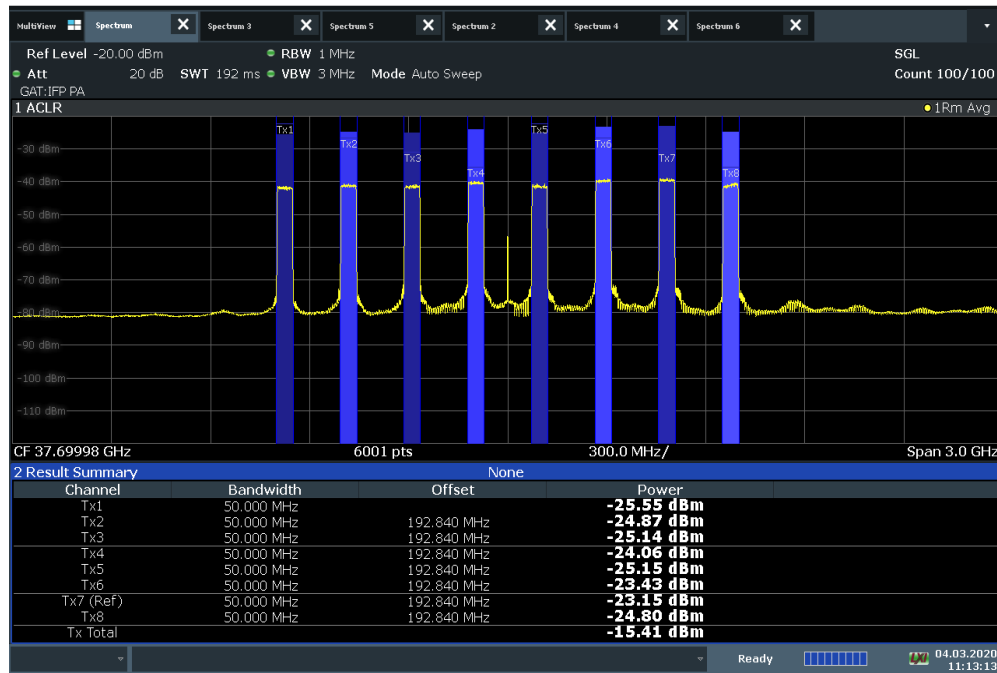 MultiView Spectrum X Spectrum 3 X Spectrum 5 X Spectrum 2 X Spectrum 4 X Spectrum 6 X
Ref Level -20.00 dBm RBW 1 MHz SGL
Att 20 dB SWT 192 ms VBW 3 MHz Mode Auto Sweep Count 100/100
GAT:IFP PA
1 ACLR 1Rm Avg
Tx1 Tx5
Tx2 Tx6
-30 dBm
Tx3 Tx7
Tx4 Tx8
-40 dBm
-50 dBm
-60 dBm
-70 dBm
-80 dBm
-90 dBm
-100 dBm
-110 dBm
CF 37.69998 GHz 6001 pts 300.0 MHz/ Span 3.0 GHz
2 Result Summary None
Channel Bandwidth Offset Power
Tx1 50.000 MHz -25.55 dBm
Tx2 50.000 MHz 192.840 MHz -24.87 dBm
Tx3 50.000 MHz 192.840 MHz -25.14 dBm
Tx4 50.000 MHz 192.840 MHz -24.06 dBm
Tx5 50.000 MHz 192.840 MHz -25.15 dBm
Tx6 50.000 MHz 192.840 MHz -23.43 dBm
Tx7 (Ref) 50.000 MHz 192.840 MHz -23.15 dBm
Tx8 50.000 MHz 192.840 MHz -24.80 dBm
Tx Total -15.41 dBm
Ready LXI 04.03.2020
11:13:13